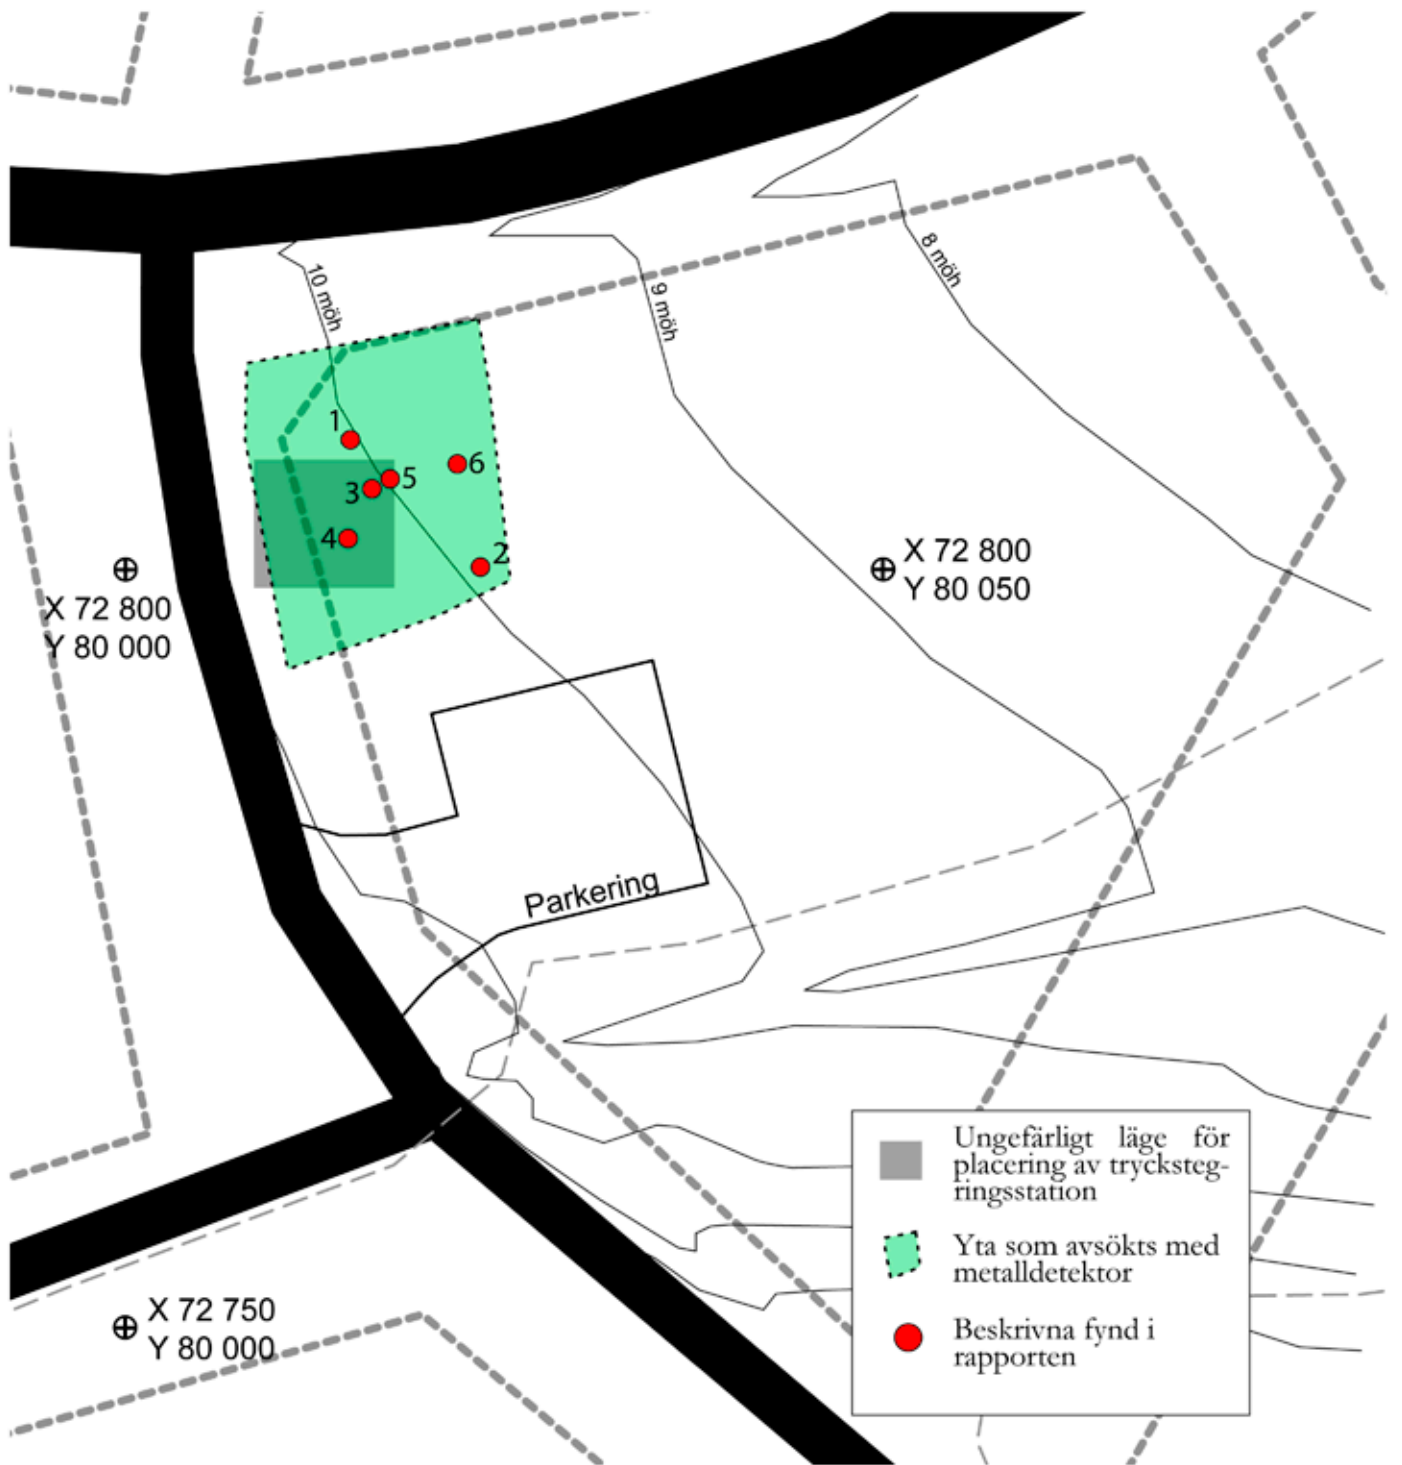 10 möh
9 möh
8 möh
1
6
5
3
4
2
X 72 800
Y 80 050
X 72 800
Y 80 000
Parkering
Ungefärligt läge för
placering av trycksteg-
ringsstation
Yta som avsökts med
metalldetektor
Beskrivna fynd i
rapporten
X 72 750
Y 80 000